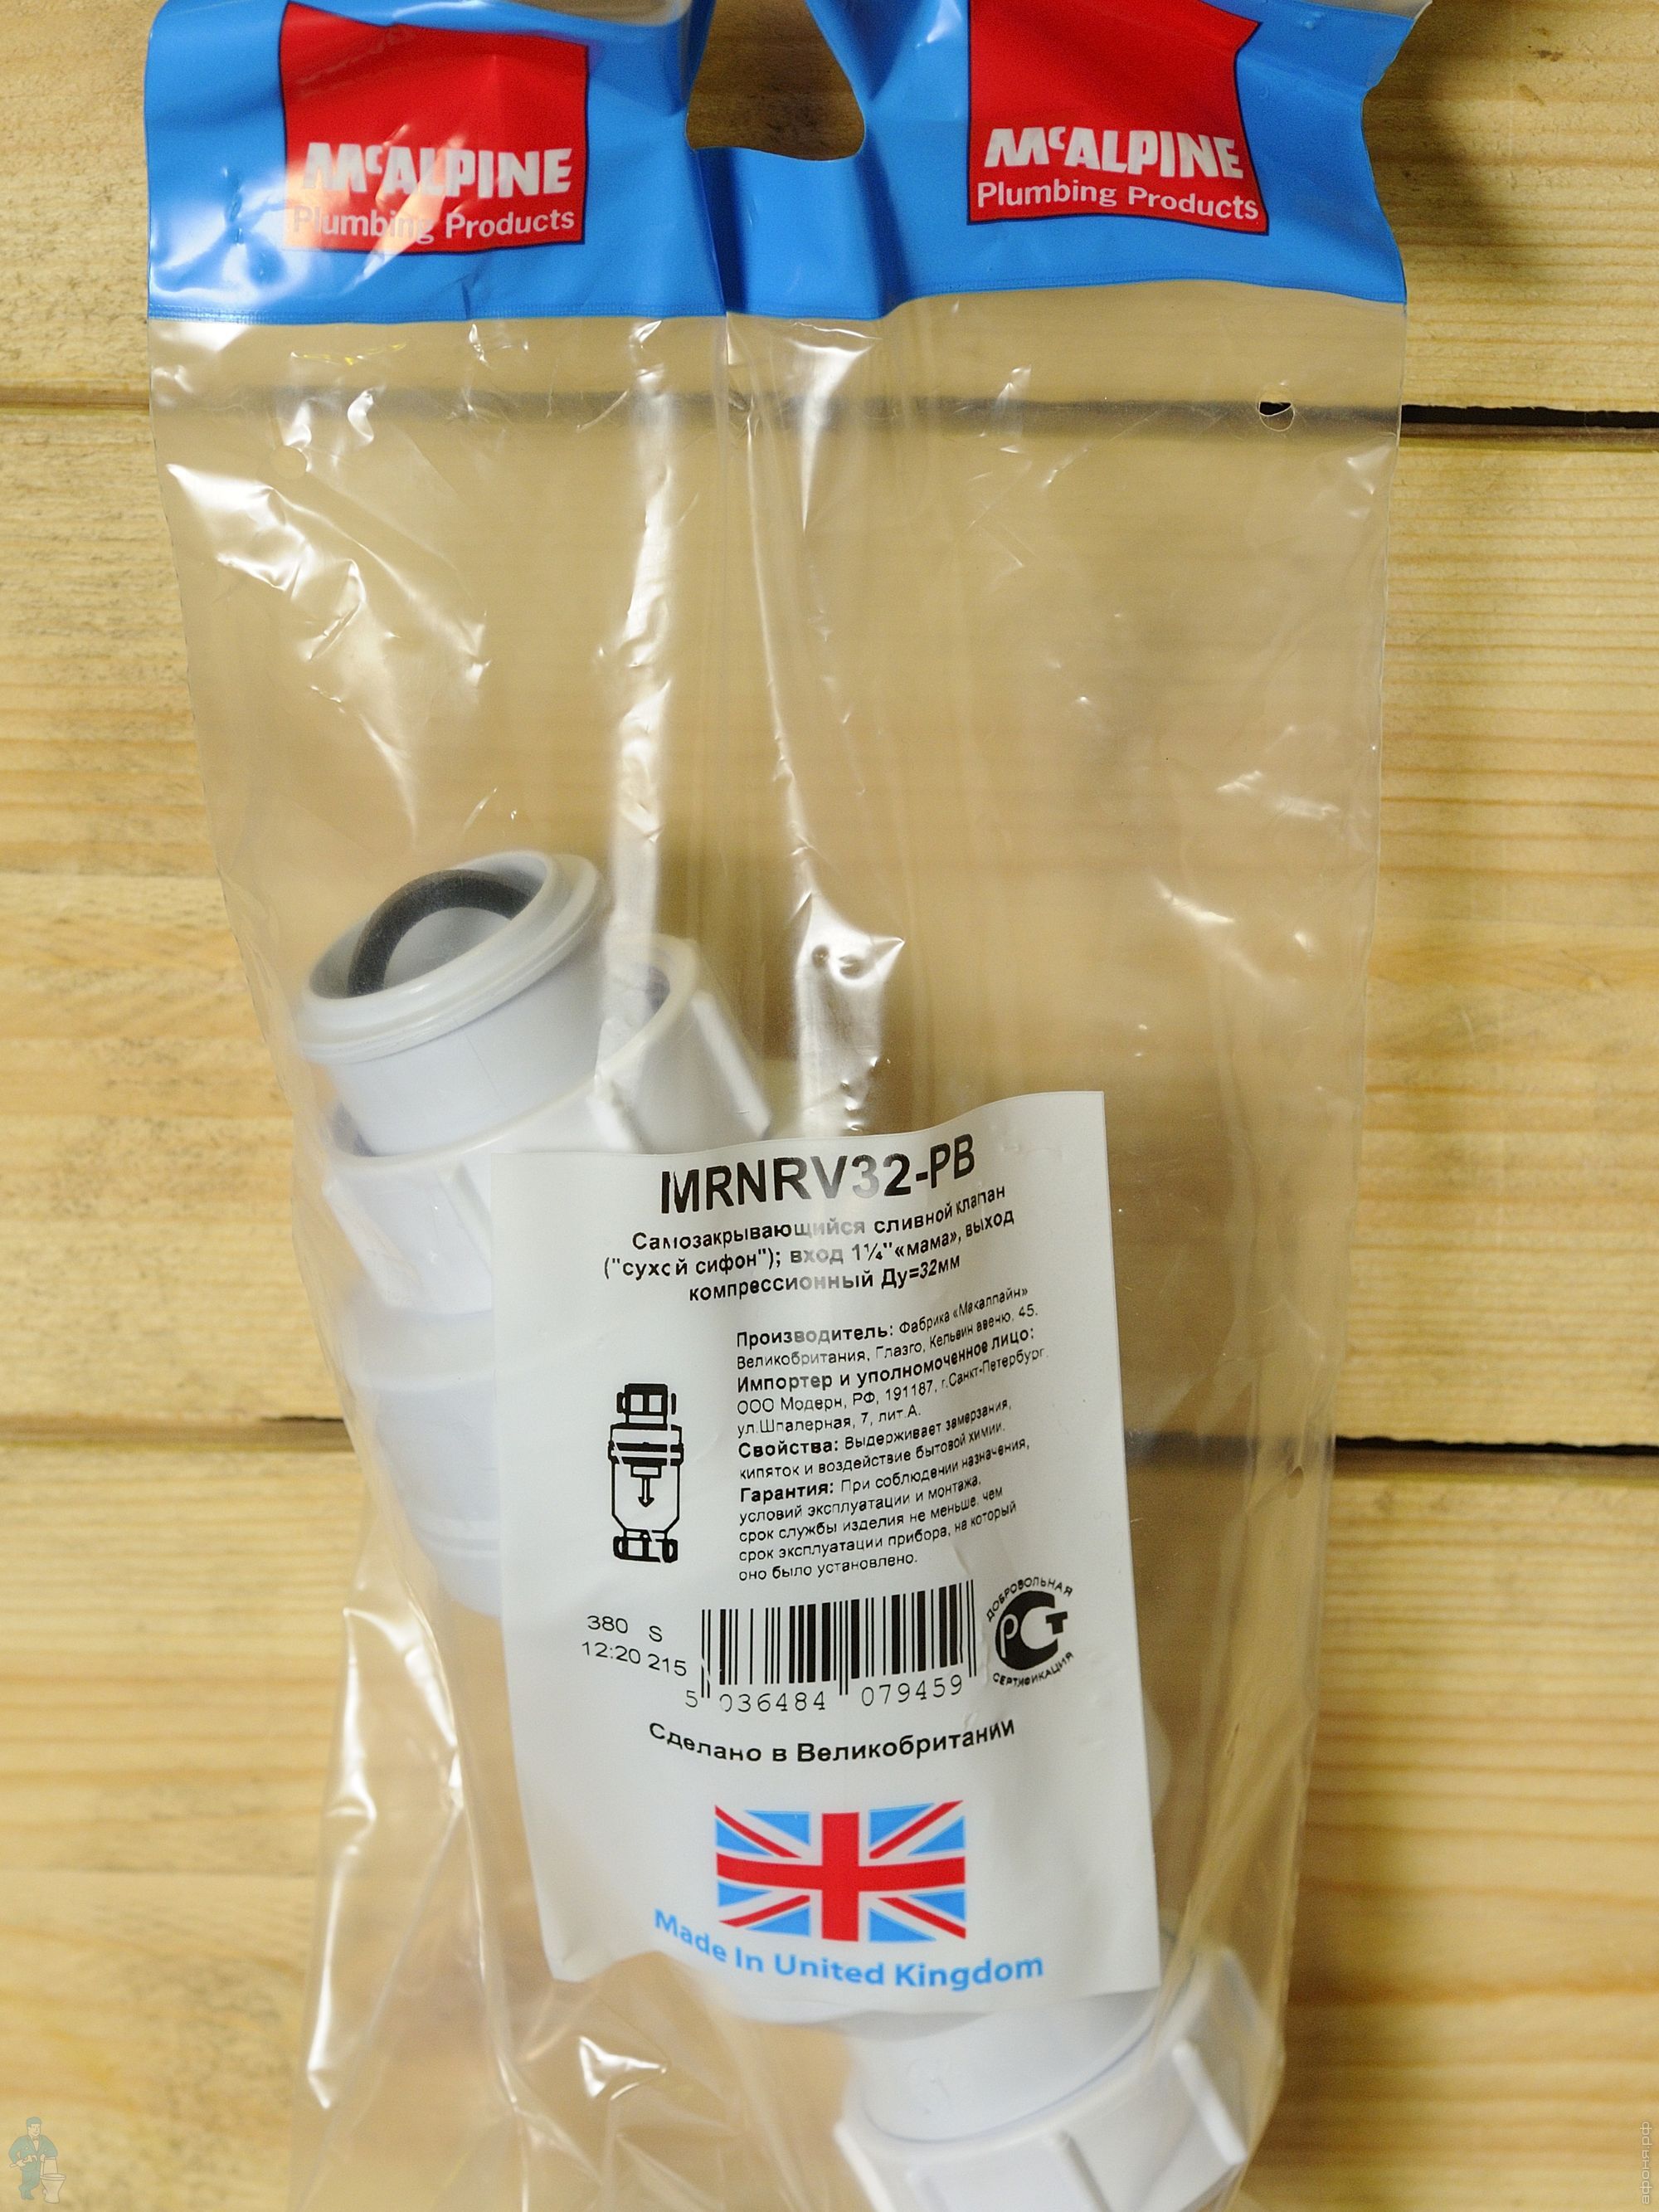 McALPINE
Plumbing Products
McALPINE
Plumbing Products
MRNRV32-PB
Самозакрывающийся сливной клапан
("сухой сифон"); вход 1¼" «мама», выход
компрессионный Ду=32мм
Производитель: Фабрика «Макалпайн»
Великобритания, Глазго, Кельвин авеню, 45.
Импортер и уполномоченное лицо:
ООО Модерн, РФ, 191187, г.Санкт-Петербург,
ул.Шпалерная, 7, лит.А.
Свойства: Выдерживает замерзания,
кипяток и воздействие бытовой химии.
Гарантия: При соблюдении назначения,
условий эксплуатации и монтажа,
срок службы изделия не меньше, чем
срок эксплуатации прибора, на который
оно было установлено.
380 S
12:20 215
5 036484 079459
ДОБРОВОЛЬНАЯ
РСТ
СЕРТИФИКАЦИЯ
Сделано в Великобритании
Made In United Kingdom
афоня.рф